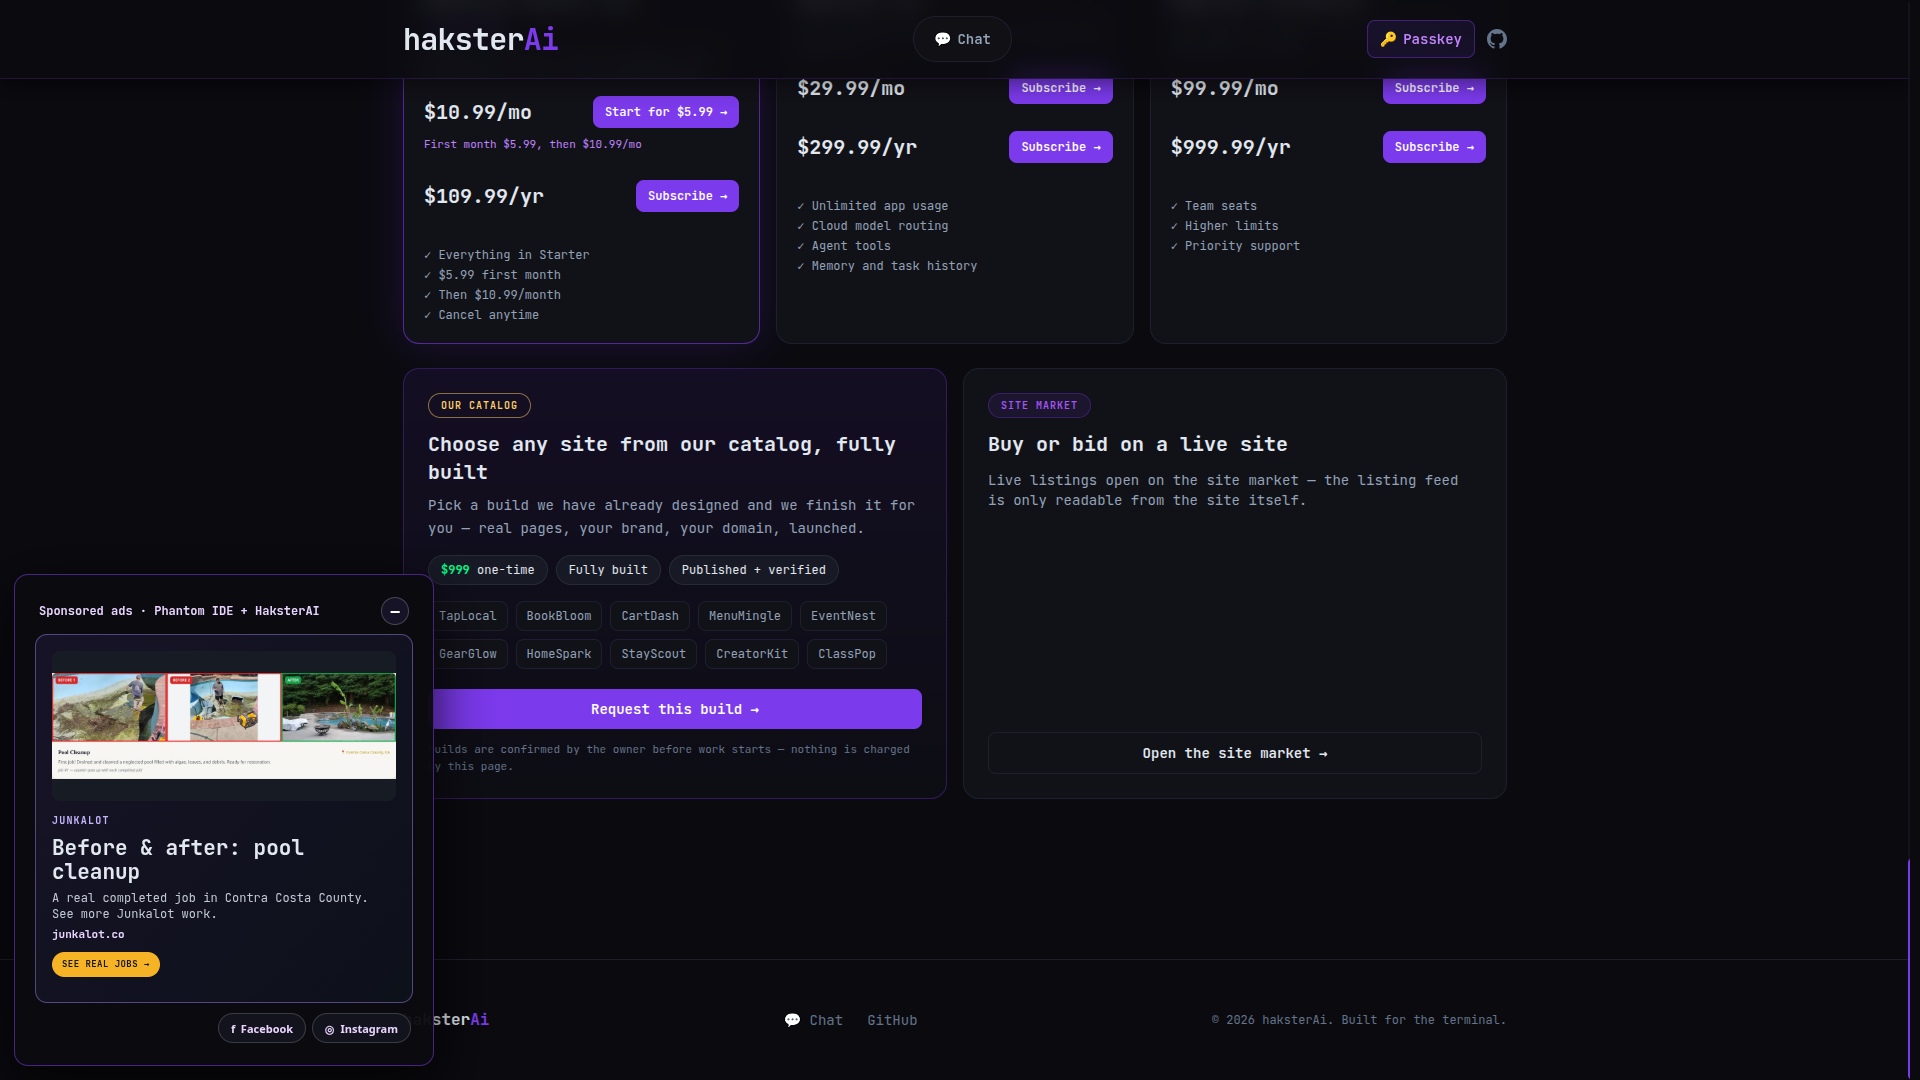 haksterAi
💬 Chat
🔑 Passkey
$10.99/mo
Start for $5.99 →
First month $5.99, then $10.99/mo
$109.99/yr
Subscribe →
✓ Everything in Starter
✓ $5.99 first month
✓ Then $10.99/month
✓ Cancel anytime
$29.99/mo
Subscribe →
$299.99/yr
Subscribe →
✓ Unlimited app usage
✓ Cloud model routing
✓ Agent tools
✓ Memory and task history
$99.99/mo
Subscribe →
$999.99/yr
Subscribe →
✓ Team seats
✓ Higher limits
✓ Priority support
OUR CATALOG
Choose any site from our catalog, fully
built
Pick a build we have already designed and we finish it for
you — real pages, your brand, your domain, launched.
$999 one-time
Fully built
Published + verified
TapLocal
BookBloom
CartDash
MenuMingle
EventNest
GearGlow
HomeSpark
StayScout
CreatorKit
ClassPop
Request this build →
uilds are confirmed by the owner before work starts — nothing is charged
y this page.
SITE MARKET
Buy or bid on a live site
Live listings open on the site market — the listing feed
is only readable from the site itself.
Open the site market →
Sponsored ads · Phantom IDE + HaksterAI
–
BEFORE 1
BEFORE 2
AFTER
Pool Cleanup
JUNKALOT
Before & after: pool
cleanup
A real completed job in Contra Costa County.
See more Junkalot work.
junkalot.co
SEE REAL JOBS →
f Facebook
◎ Instagram
ksterAi
💬 Chat
GitHub
© 2026 haksterAi. Built for the terminal.